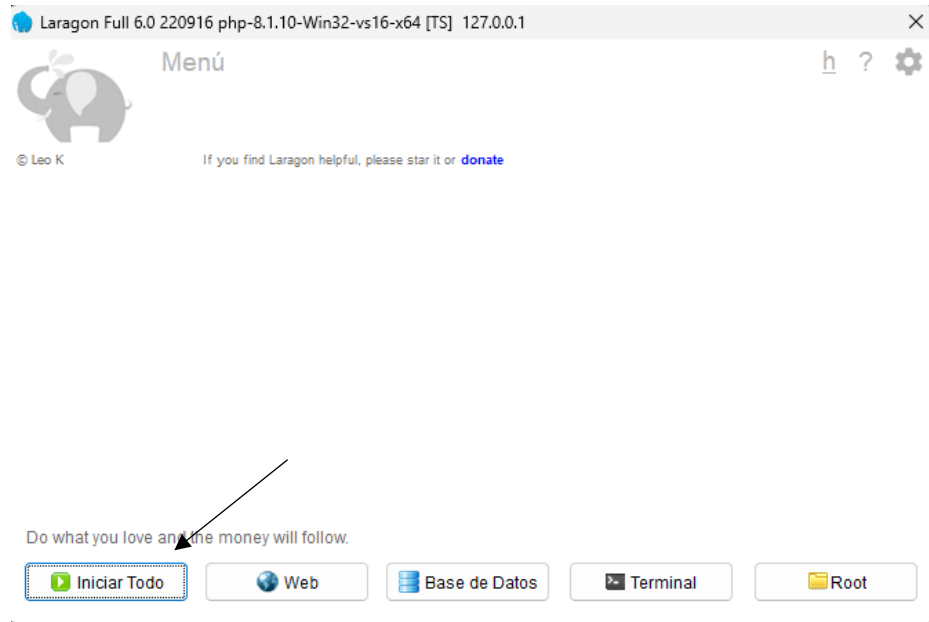 Laragon Full 6.0 220916 php-8.1.10-Win32-vs16-x64 [TS] 127.0.0.1
Menú
h ?
© Leo K
If you find Laragon helpful, please star it or donate
Do what you love and the money will follow.
Iniciar Todo
Web
Base de Datos
Terminal
Root